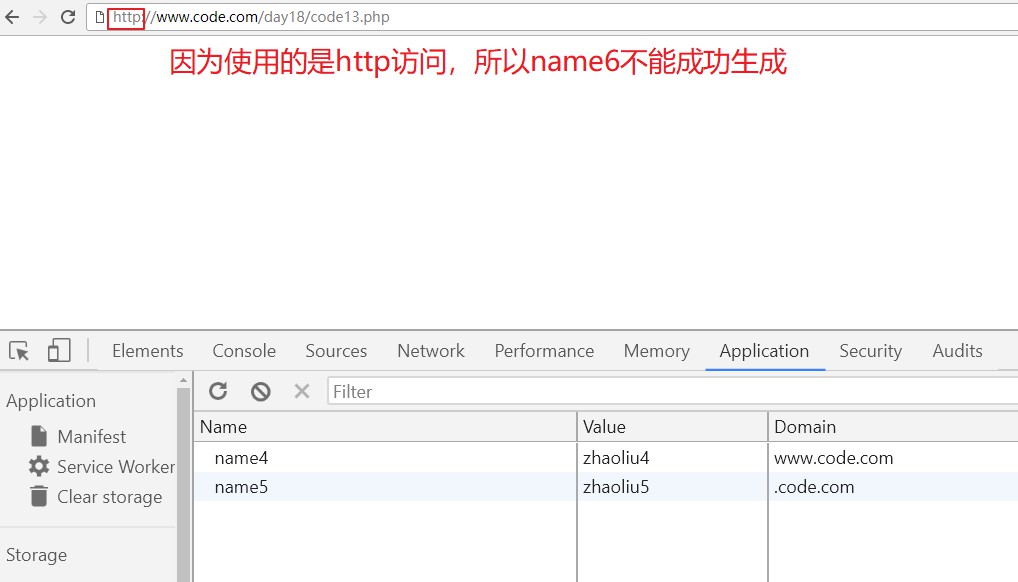 http://www.code.com/day18/code13.php
因为使用的是http访问，所以name6不能成功生成
Elements Console Sources Network Performance Memory Application Security Audits
Application
Filter
Manifest
Service Worker
Clear storage
Storage
Name Value Domain
name4 zhaoliu4 www.code.com
name5 zhaoliu5 .code.com